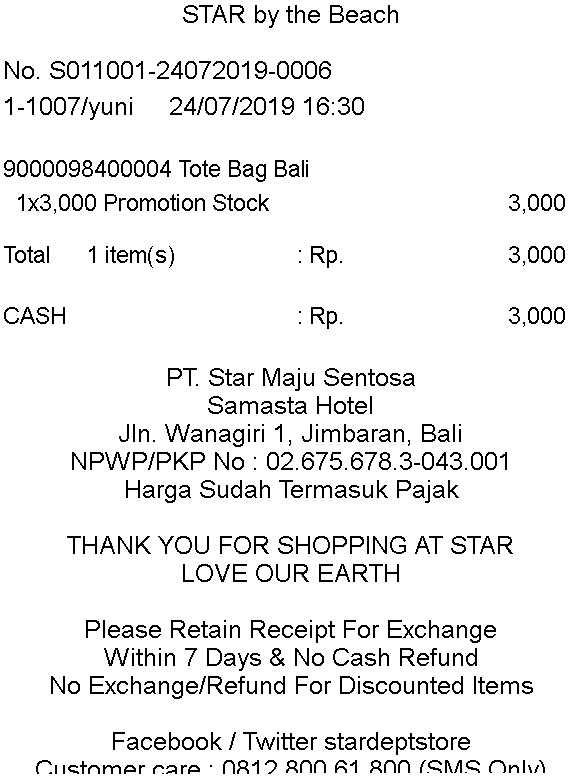 STAR by the Beach
No. S011001-24072019-0006
1-1007/yuni 24/07/2019 16:30
9000098400004 Tote Bag Bali
1x3,000 Promotion Stock 3,000
Total 1 item(s) : Rp. 3,000
CASH : Rp. 3,000
PT. Star Maju Sentosa
Samasta Hotel
Jln. Wanagiri 1, Jimbaran, Bali
NPWP/PKP No : 02.675.678.3-043.001
Harga Sudah Termasuk Pajak
THANK YOU FOR SHOPPING AT STAR
LOVE OUR EARTH
Please Retain Receipt For Exchange
Within 7 Days & No Cash Refund
No Exchange/Refund For Discounted Items
Facebook / Twitter stardeptstore
Customer care : 0812 800 61 800 (SMS Only)